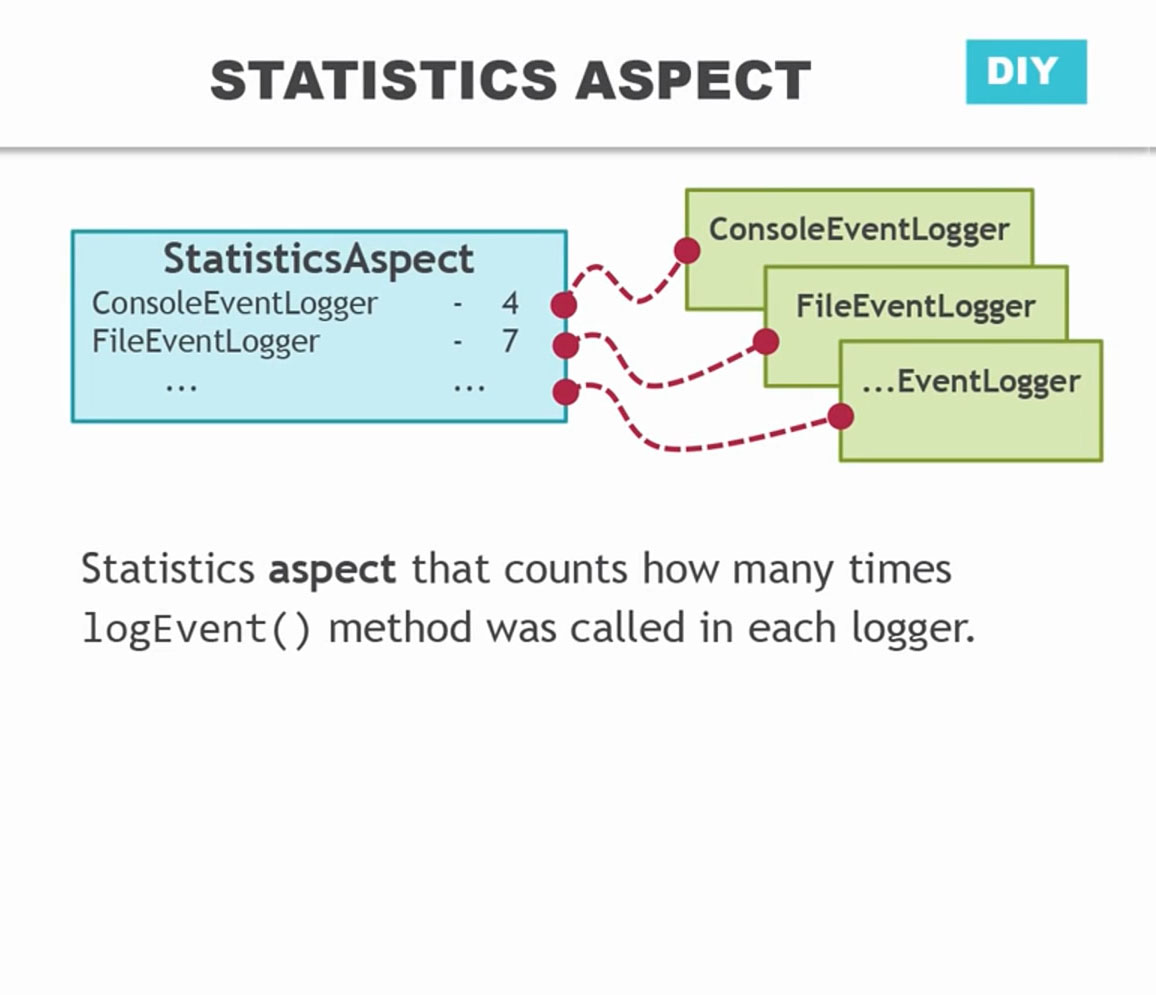 STATISTICS ASPECT
DIY
StatisticsAspect
ConsoleEventLogger - 4
FileEventLogger - 7
... ...
ConsoleEventLogger
FileEventLogger
...EventLogger
Statistics aspect that counts how many times
logEvent() method was called in each logger.